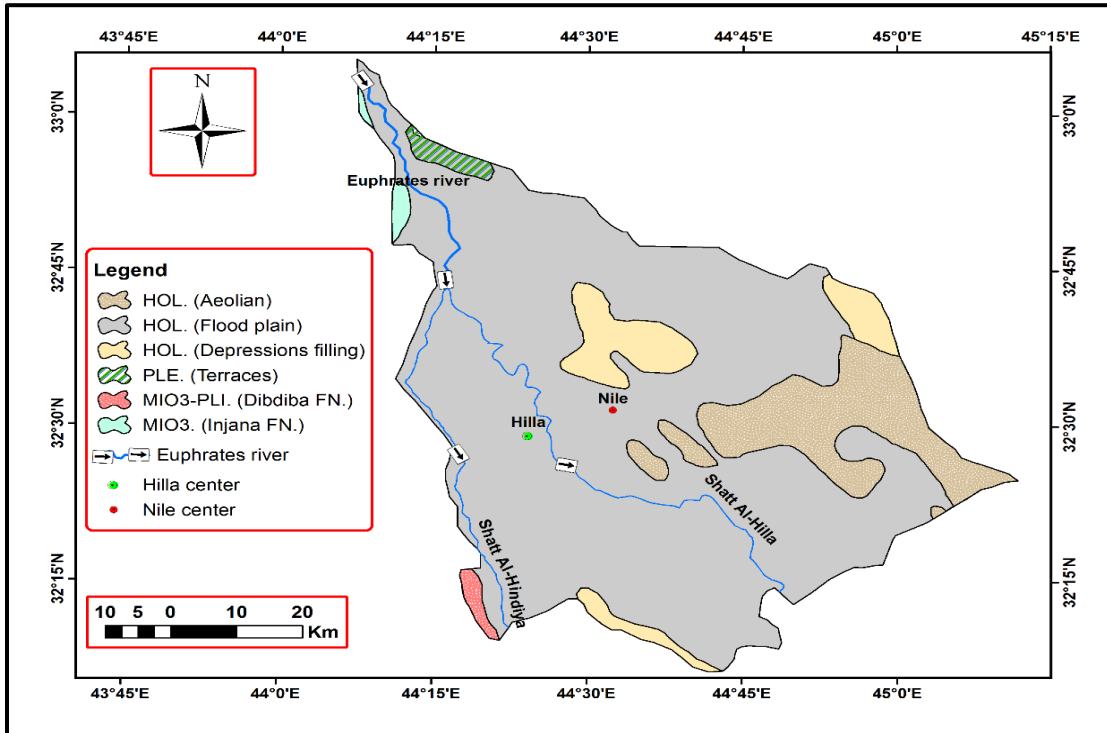 43°45'E 44°0'E 44°15'E 44°30'E 44°45'E 45°0'E 45°15'E
N
33°0'N
33°0'N
Euphrates river
32°45'N
32°45'N
Legend
HOL. (Aeolian)
HOL. (Flood plain)
HOL. (Depressions filling)
PLE. (Terraces)
MIO3-PLI. (Dibdiba FN.)
MIO3. (Injana FN.)
Euphrates river
Hilla center
Nile center
Nile
Hilla
32°30'N
32°30'N
Shatt Al-Hilla
Shatt Al-Hindiya
32°15'N
32°15'N
10 5 0 10 20
Km
43°45'E 44°0'E 44°15'E 44°30'E 44°45'E 45°0'E